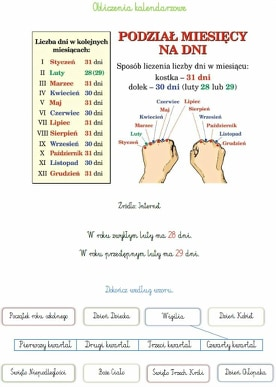 Obliczenia kalendarzowe
Liczba dni w kolejnych
miesiącach:
I Styczeń 31 dni
II Luty 28(29)
III Marzec 31 dni
IV Kwiecień 30 dni
V Maj 31 dni
VI Czerwiec 30 dni
VII Lipiec 31 dni
VIII Sierpień 31 dni
IX Wrzesień 30 dni
X Październik 31 dni
XI Listopad 30 dni
XII Grudzień 31 dni
PODZIAŁ MIESIĘCY
NA DNI
Sposób liczenia liczby dni w miesiącu:
kostka – 31 dni
dołek – 30 dni (luty 28 lub 29)
Czerwiec Lipiec
Maj Sierpień
Kwiecień Wrzesień
Marzec Październik
Luty Listopad
Styczeń Grudzień
Źródło: Internet
W roku zwykłym luty ma 28 dni.
W roku przestępnym luty ma 29 dni.
Dokończ według wzoru.
Początek roku szkolnego Dzień Dziecka Wigilia Dzień Kobiet
Pierwszy kwartał Drugi kwartał Trzeci kwartał Czwarty kwartał
Święto Niepodległości Boże Ciało Święto Trzech Króli Dzień Chłopaka